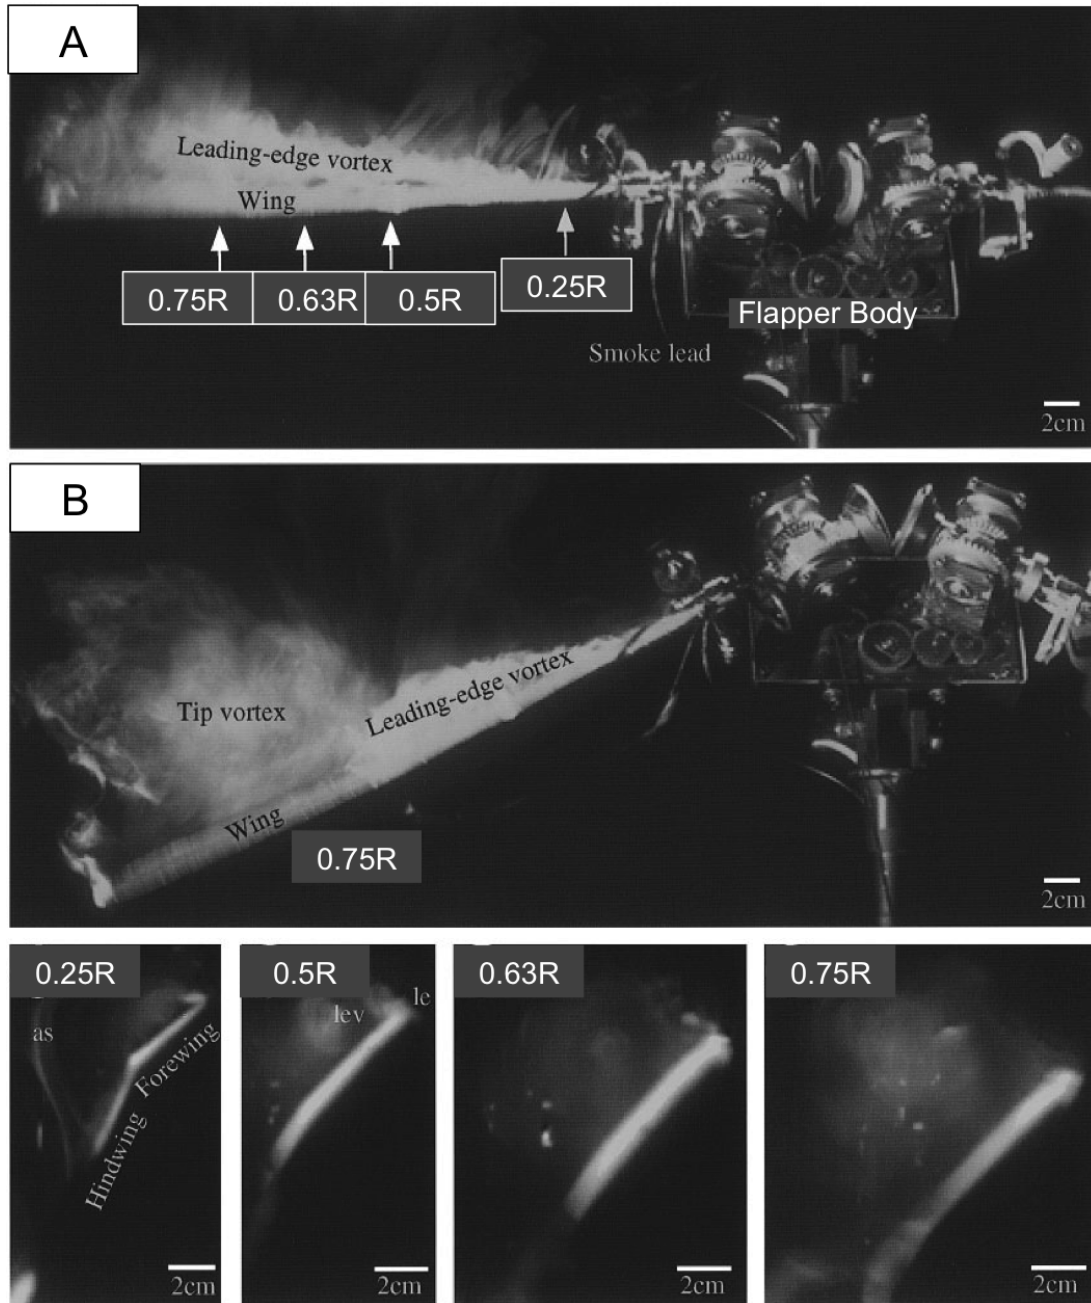 A
Leading-edge vortex
Wing
0.75R
0.63R
0.5R
0.25R
Flapper Body
Smoke lead
2cm
B
Tip vortex
Leading-edge vortex
Wing
0.75R
2cm
0.25R
as
Forewing
Hindwing
2cm
0.5R
le
lev
2cm
0.63R
2cm
0.75R
2cm